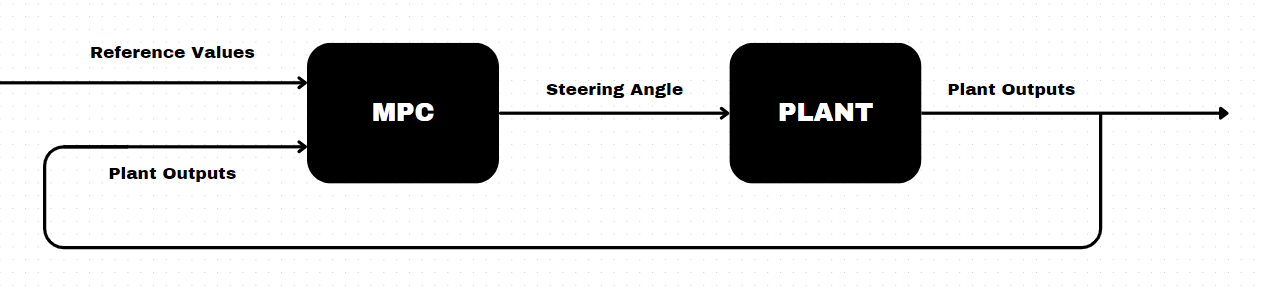 Reference Values
MPC
Steering Angle
PLANT
Plant Outputs
Plant Outputs